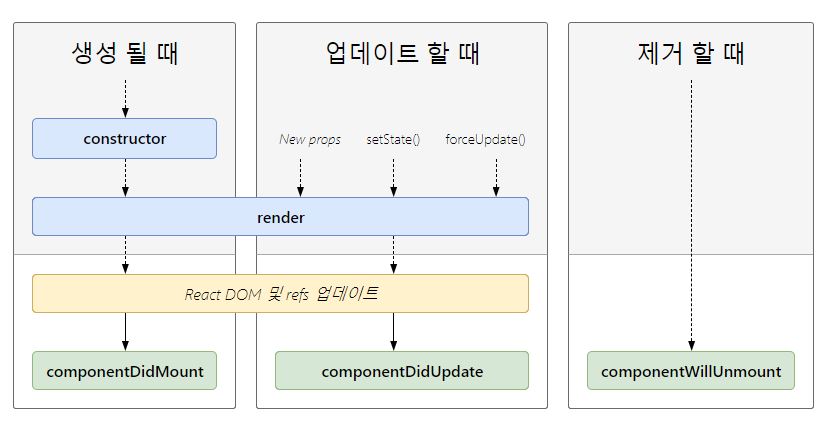 생성 될 때
업데이트 할 때
제거 할 때
constructor
New props
setState()
forceUpdate()
render
React DOM 및 refs 업데이트
componentDidMount
componentDidUpdate
componentWillUnmount